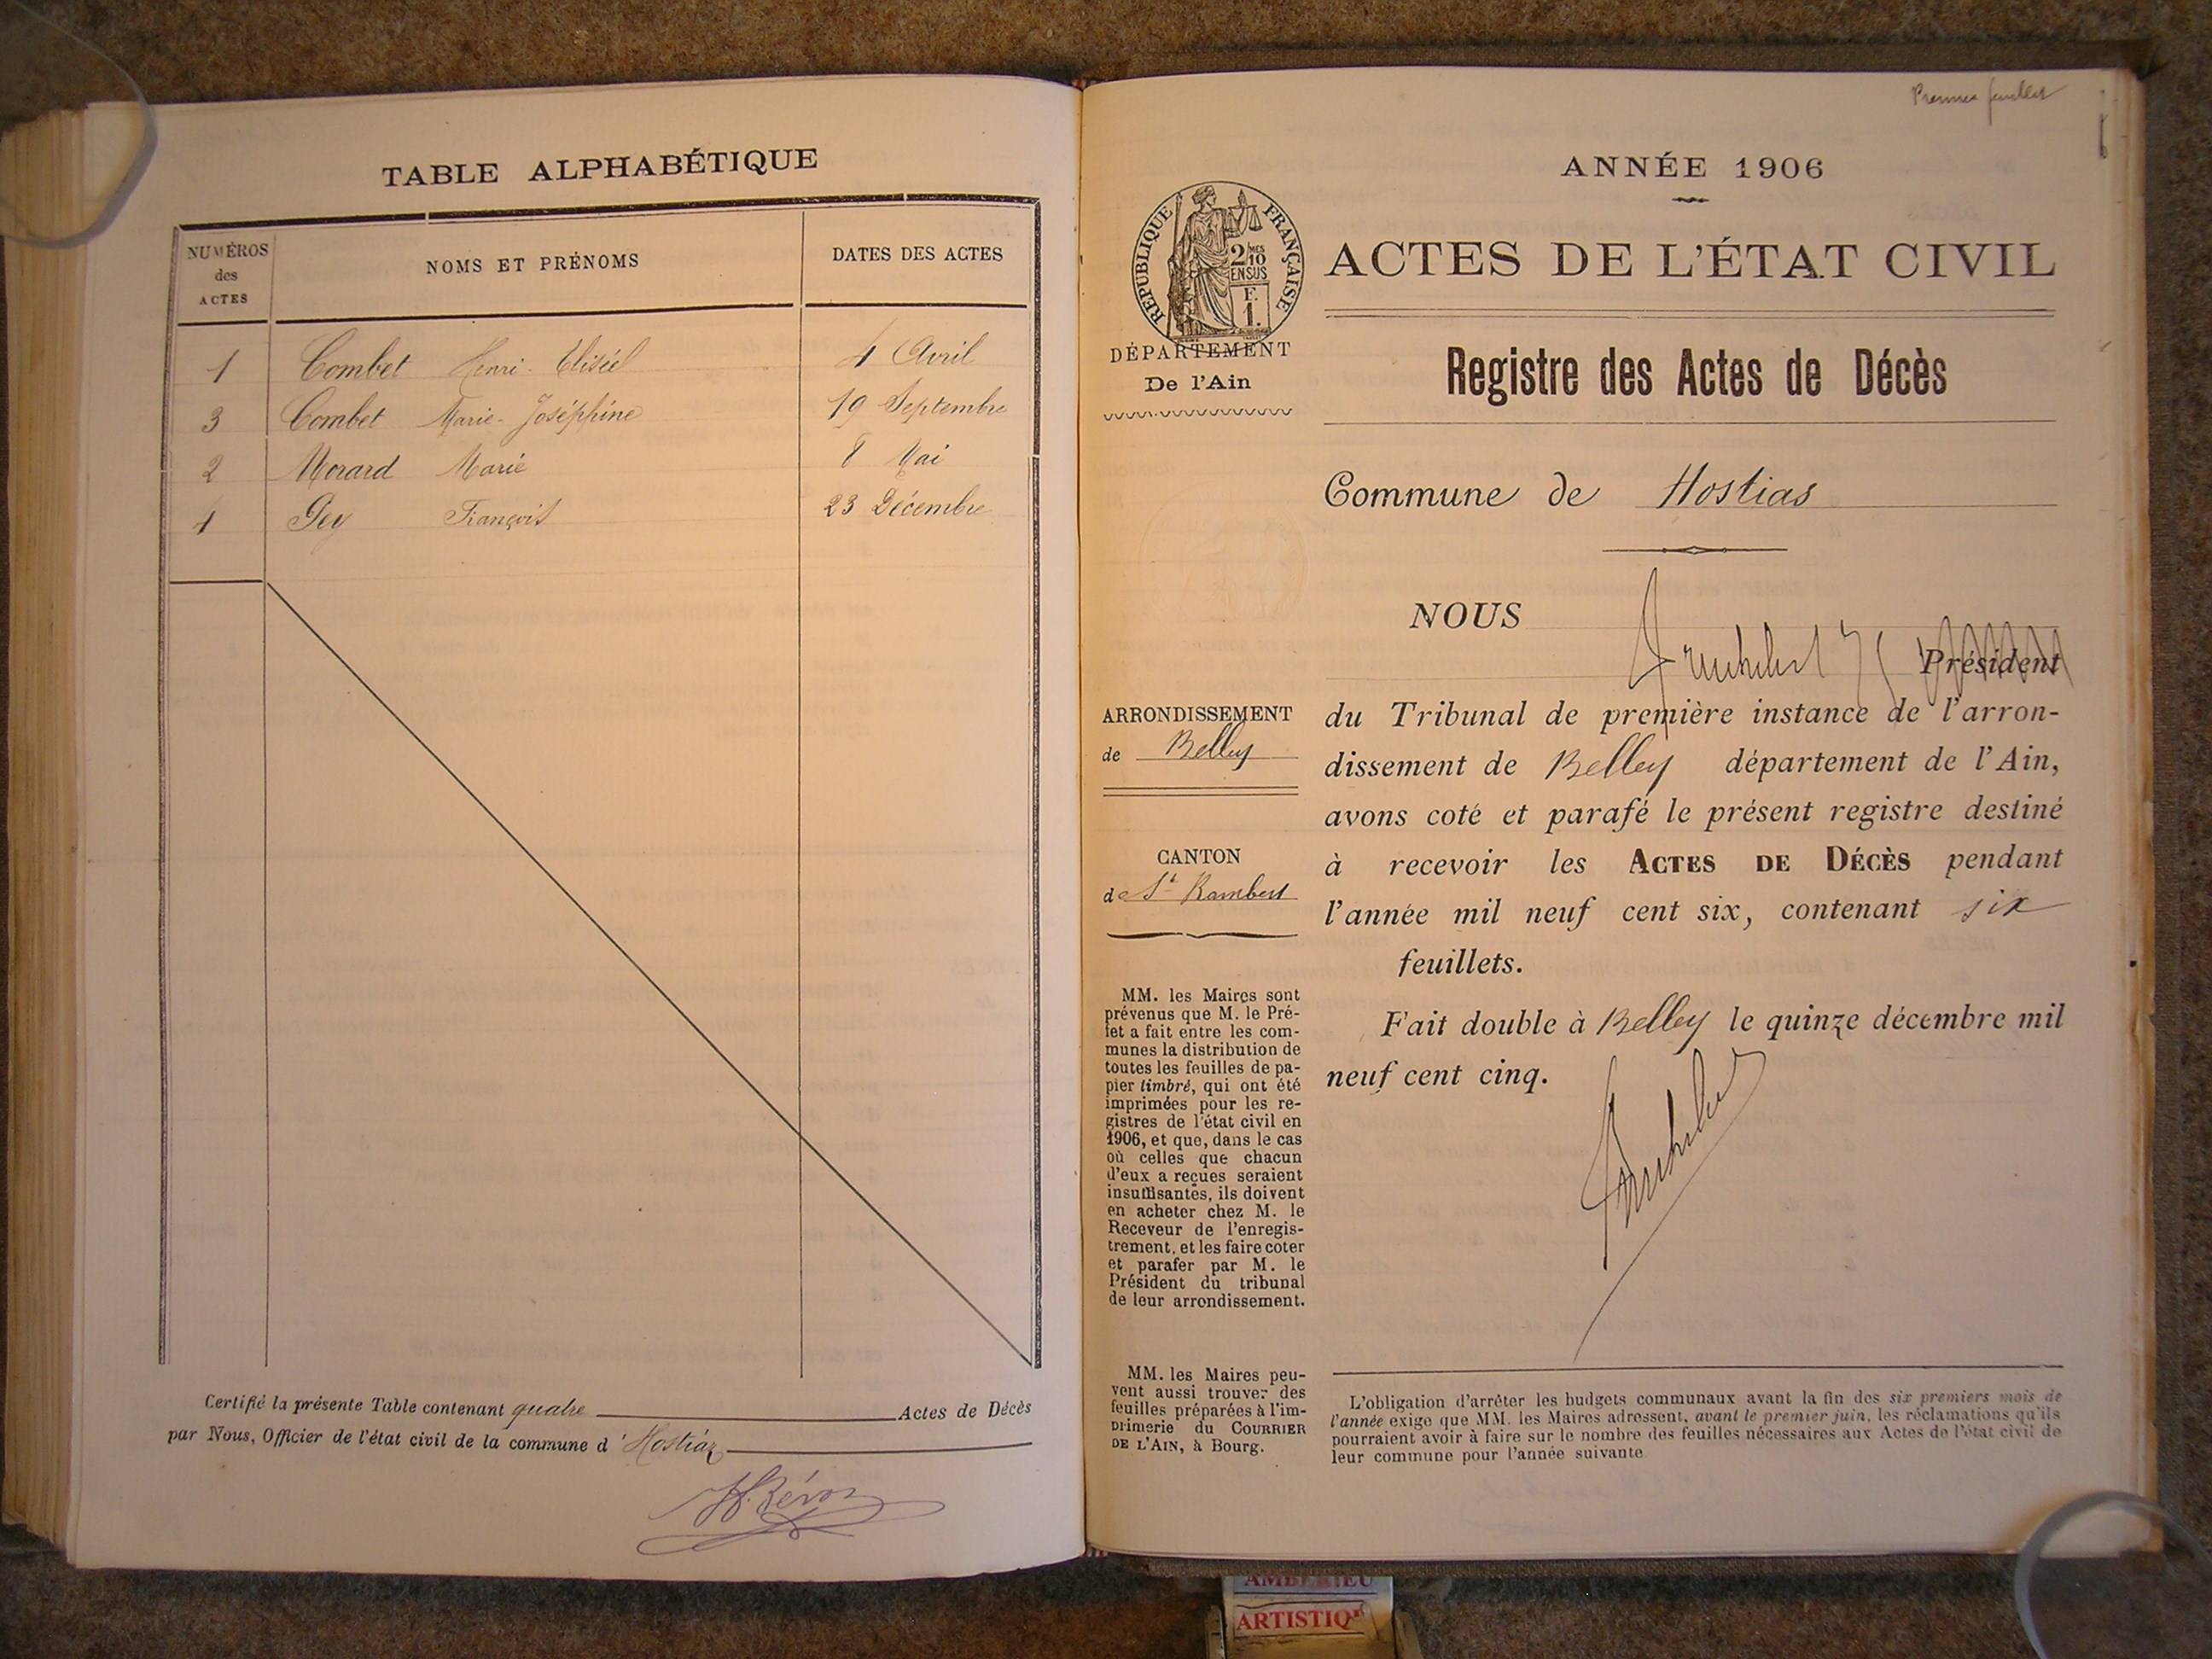 TABLE ALPHABÉTIQUE
NUMÉROS
des
ACTES
NOMS ET PRÉNOMS
DATES DES ACTES
1 Combet Henri-Eliséé 4 Avril
3 Combet Marie-Joséphine 19 Septembre
2 Morard Marie 8 Mai
1 François 23 Décembre
Certifié la présente Table contenant quatre Actes de Décès
par Nous, Officier de l'état civil de la commune d'Hostiaz
Premier feuillet
ANNÉE 1906
RÉPUBLIQUE FRANÇAISE
2/10
MES
EN SUS
F.
1.
DÉPARTEMENT
De l'Ain
ACTES DE L'ÉTAT CIVIL
Registre des Actes de Décès
Commune de Hostias
NOUS
Président
du Tribunal de première instance de l'arron-
dissement de Belley département de l'Ain,
avons coté et parafé le présent registre destiné
à recevoir les ACTES DE DÉCÈS pendant
l'année mil neuf cent six, contenant six
feuillets.
Fait double à Belley le quinze décembre mil
neuf cent cinq.
ARRONDISSEMENT
de Belley
CANTON
de St Rambert
MM. les Maires sont
prévenus que M. le Pré-
fet a fait entre les com-
munes la distribution de
toutes les feuilles de pa-
pier timbré, qui ont été
imprimées pour les re-
gistres de l'état civil en
1906, et que, dans le cas
où celles que chacun
d'eux a reçues seraient
insuffisantes, ils doivent
en acheter chez M. le
Receveur de l'enregis-
trement, et les faire coter
et parafer par M. le
Président du tribunal
de leur arrondissement.
MM. les Maires peu-
vent aussi trouver des
feuilles préparées à l'im-
primerie du COURRIER
DE L'AIN, à Bourg.
L'obligation d'arrêter les budgets communaux avant la fin des six premiers mois de
l'année exige que MM. les Maires adressent, avant le premier juin, les réclamations qu'ils
pourraient avoir à faire sur le nombre des feuilles nécessaires aux Actes de l'état civil de
leur commune pour l'année suivante
AMBERIEU
ARTISTIQ